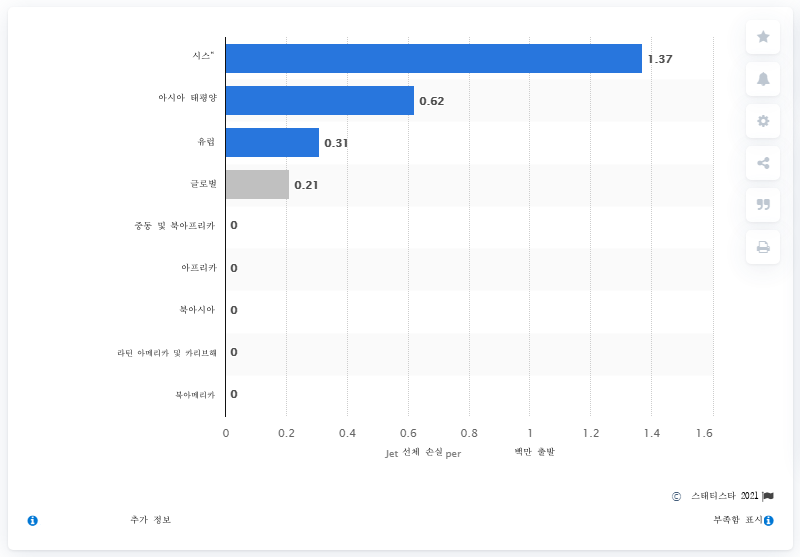 시스*
1.37
아시아 태평양
0.62
유럽
0.31
글로벌
0.21
중동 및 북아프리카
0
아프리카
0
북아시아
0
라틴 아메리카 및 카리브해
0
북아메리카
0
0 0.2 0.4 0.6 0.8 1 1.2 1.4 1.6
Jet 선체 손실 per 백만 출발
© 스태티스타 2021
추가 정보 부족함 표시